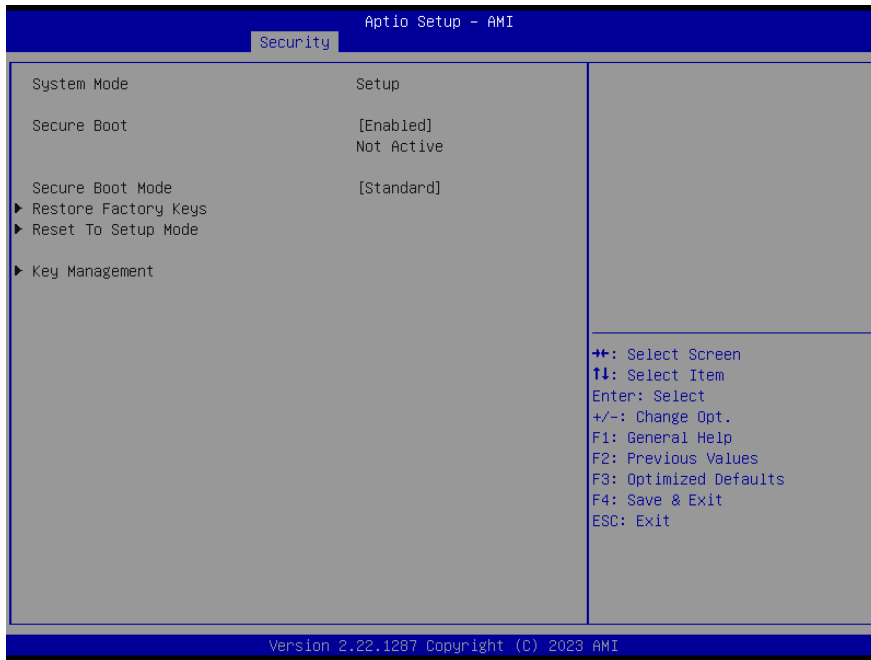 Aptio Setup – AMI
Security
System Mode Setup
Secure Boot [Enabled]
Not Active
Secure Boot Mode [Standard]
▶ Restore Factory Keys
▶ Reset To Setup Mode
▶ Key Management
→←: Select Screen
↑↓: Select Item
Enter: Select
+/-: Change Opt.
F1: General Help
F2: Previous Values
F3: Optimized Defaults
F4: Save & Exit
ESC: Exit
Version 2.22.1287 Copyright (C) 2023 AMI